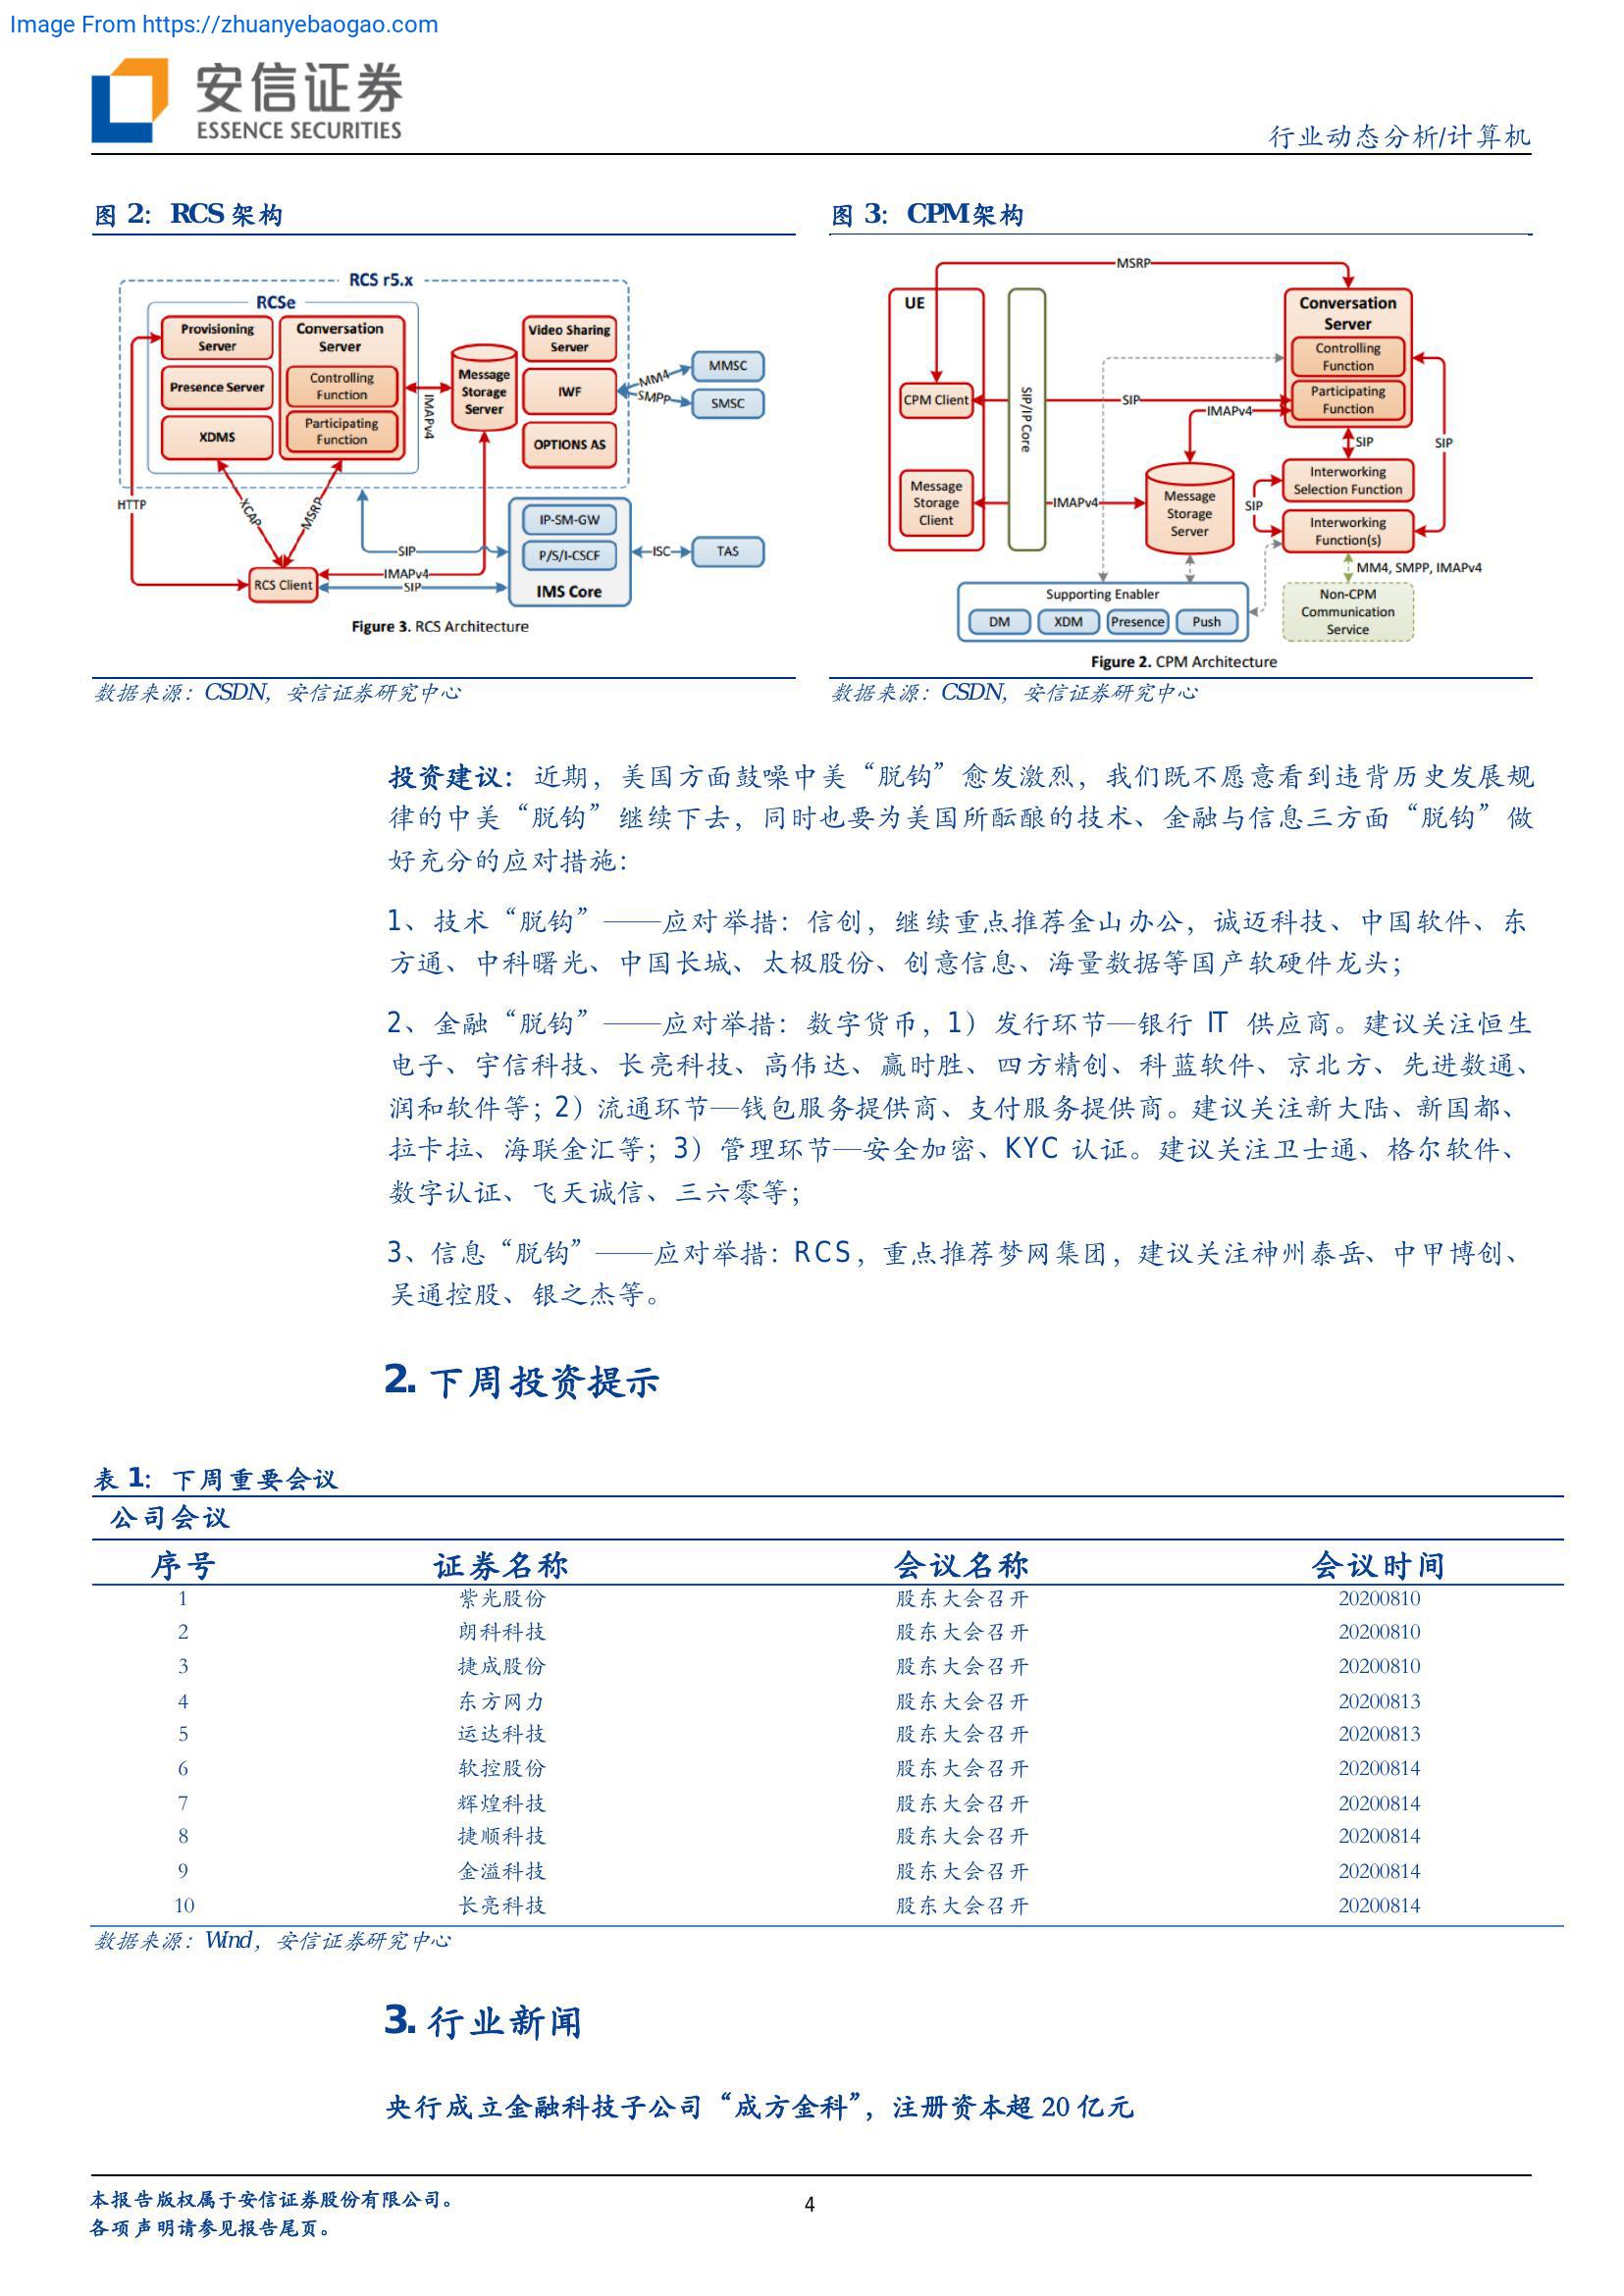 Image From https://zhuanyebaogao.com
安信证券
ESSENCE SECURITIES
行业动态分析/计算机
图 2：RCS 架构
RCS r5.x
RCSe
Provisioning
Server
Conversation
Server
Video Sharing
Server
Presence Server
Controlling
Function
Message
Storage
Server
IWF
MM4
MMSC
SMPP
SMSC
XDMS
Participating
Function
IMAPv4
OPTIONS AS
HTTP
XCAP
MSRP
IP-SM-GW
SIP
P/S/I-CSCF
ISC
TAS
RCS Client
IMAPv4
SIP
IMS Core
Figure 3. RCS Architecture
数据来源：CSDN，安信证券研究中心
图 3：CPM架构
MSRP
UE
Conversation
Server
Controlling
Function
CPM Client
SIP/IP Core
SIP
IMAPv4
Participating
Function
SIP
SIP
Message
Storage
Client
IMAPv4
Message
Storage
Server
Interworking
Selection Function
SIP
Interworking
Function(s)
MM4, SMPP, IMAPv4
Supporting Enabler
DM
XDM
Presence
Push
Non-CPM
Communication
Service
Figure 2. CPM Architecture
数据来源：CSDN，安信证券研究中心
投资建议：近期，美国方面鼓噪中美“脱钩”愈发激烈，我们既不愿意看到违背历史发展规
律的中美“脱钩”继续下去，同时也要为美国所酝酿的技术、金融与信息三方面“脱钩”做
好充分的应对措施：
1、技术“脱钩”——应对举措：信创，继续重点推荐金山办公，诚迈科技、中国软件、东
方通、中科曙光、中国长城、太极股份、创意信息、海量数据等国产软硬件龙头；
2、金融“脱钩”——应对举措：数字货币，1）发行环节—银行 IT 供应商。建议关注恒生
电子、宇信科技、长亮科技、高伟达、赢时胜、四方精创、科蓝软件、京北方、先进数通、
润和软件等；2）流通环节—钱包服务提供商、支付服务提供商。建议关注新大陆、新国都、
拉卡拉、海联金汇等；3）管理环节—安全加密、KYC 认证。建议关注卫士通、格尔软件、
数字认证、飞天诚信、三六零等；
3、信息“脱钩”——应对举措：RCS，重点推荐梦网集团，建议关注神州泰岳、中甲博创、
吴通控股、银之杰等。
2. 下周投资提示
表 1：下周重要会议
公司会议
序号 证券名称 会议名称 会议时间
1 紫光股份 股东大会召开 20200810
2 朗科科技 股东大会召开 20200810
3 捷成股份 股东大会召开 20200810
4 东方网力 股东大会召开 20200813
5 运达科技 股东大会召开 20200813
6 软控股份 股东大会召开 20200814
7 辉煌科技 股东大会召开 20200814
8 捷顺科技 股东大会召开 20200814
9 金溢科技 股东大会召开 20200814
10 长亮科技 股东大会召开 20200814
数据来源：Wind，安信证券研究中心
3. 行业新闻
央行成立金融科技子公司“成方金科”，注册资本超 20 亿元
本报告版权属于安信证券股份有限公司。
4
各项声明请参见报告尾页。